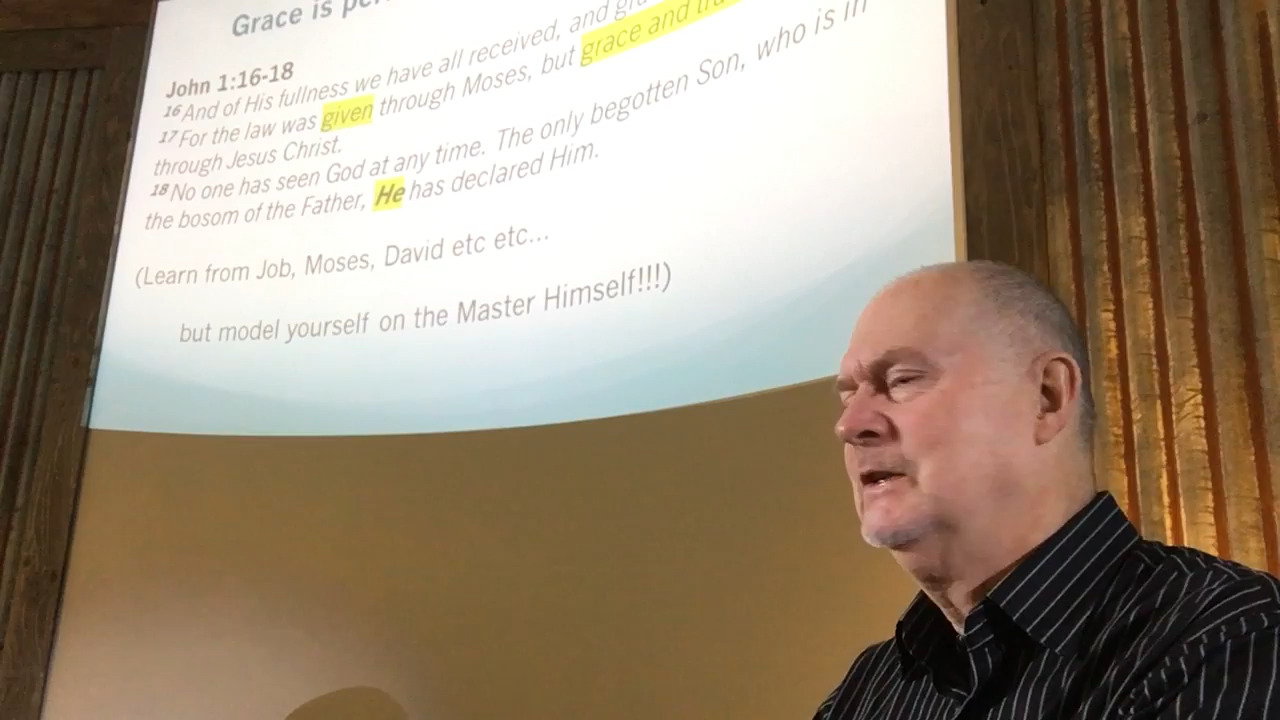 Grace is
John 1:16-18
16 And of His fullness we have all received, and
17 For the law was given through Moses, but grace and
through Jesus Christ.
18 No one has seen God at any time. The only begotten Son, who is in
the bosom of the Father, He has declared Him.
(Learn from Job, Moses, David etc etc...
but model yourself on the Master Himself!!!)